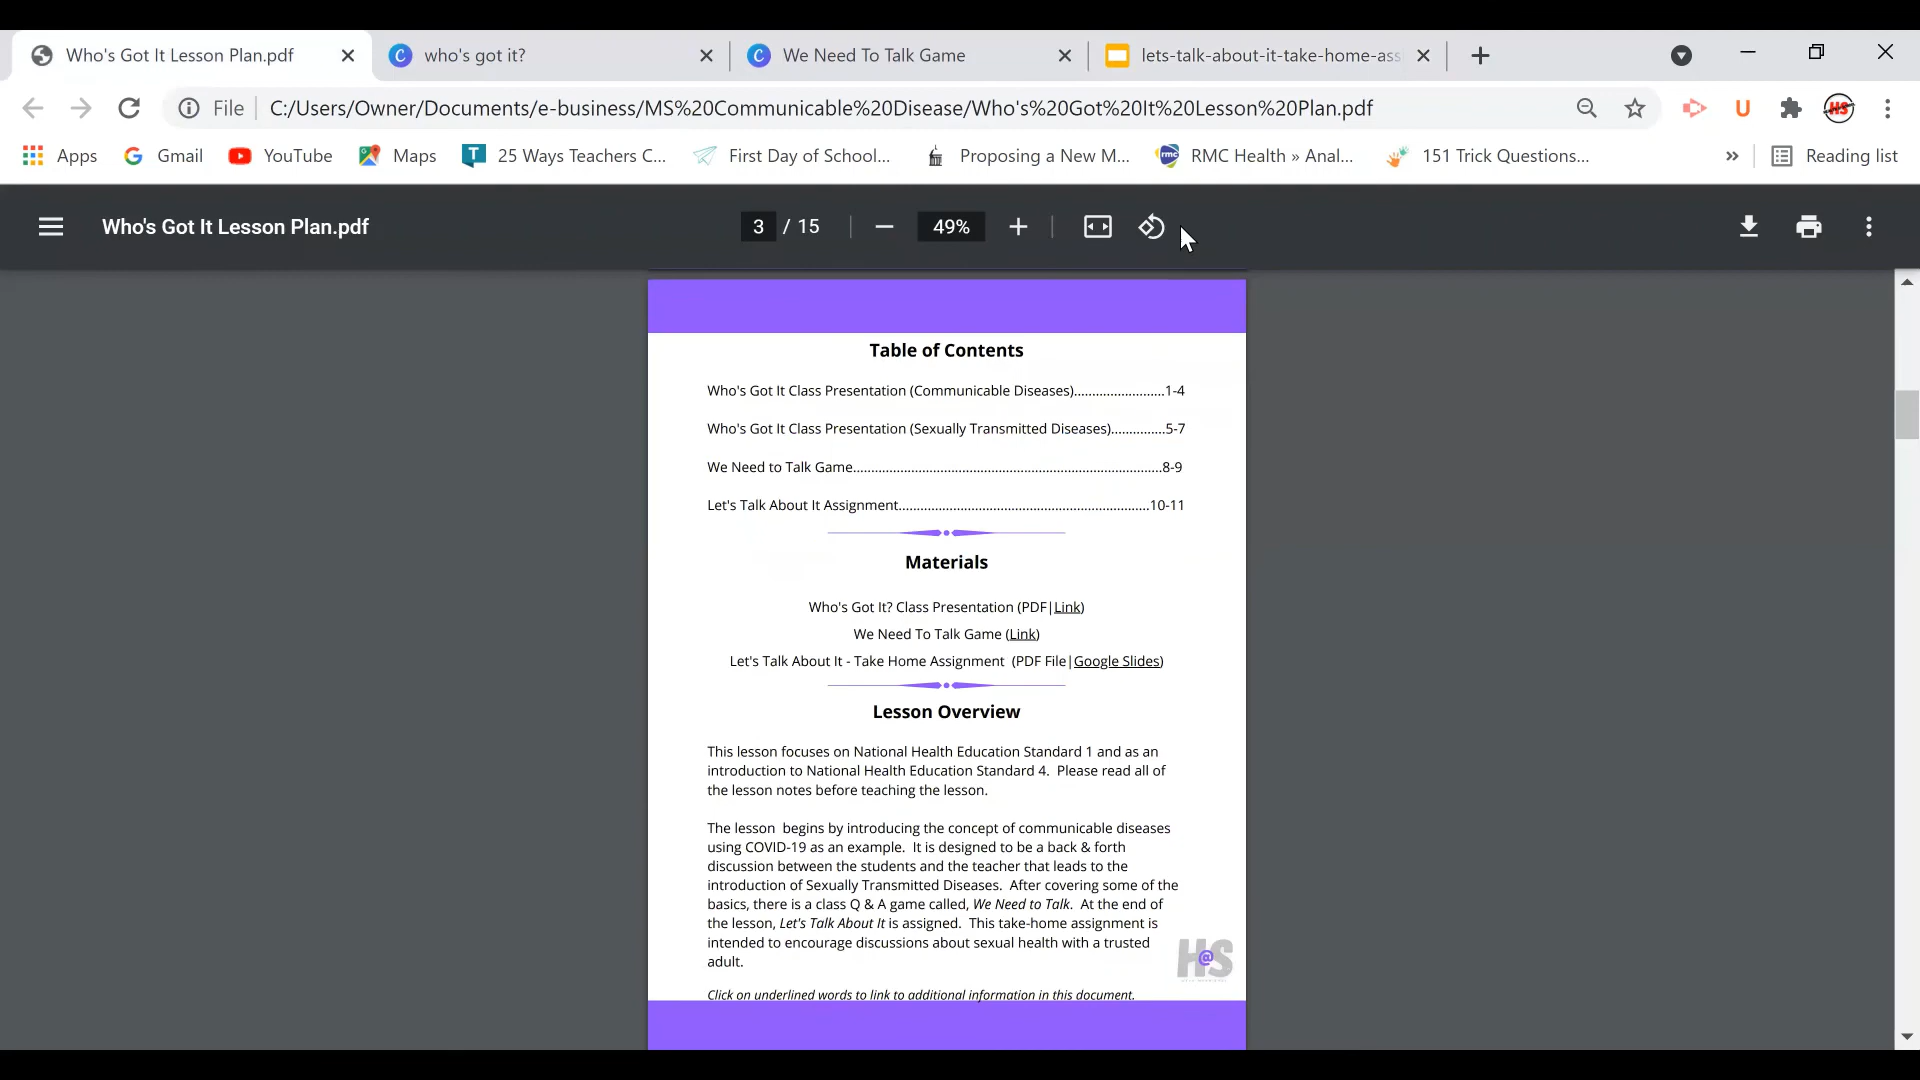 Who's Got It Lesson Plan.pdf
who's got it?
We Need To Talk Game
lets-talk-about-it-take-home-ass
File
C:/Users/Owner/Documents/e-business/MS%20Communicable%20Disease/Who's%20Got%20It%20Lesson%20Plan.pdf
U
HS
Apps
Gmail
YouTube
Maps
25 Ways Teachers C...
First Day of School...
Proposing a New M...
RMC Health » Anal...
151 Trick Questions...
»
Reading list
Who's Got It Lesson Plan.pdf
3 / 15
49%
Table of Contents
Who's Got It Class Presentation (Communicable Diseases).........................1-4
Who's Got It Class Presentation (Sexually Transmitted Diseases)...............5-7
We Need to Talk Game.....................................................................................8-9
Let's Talk About It Assignment.....................................................................10-11
Materials
Who's Got It? Class Presentation (PDF|Link)
We Need To Talk Game (Link)
Let's Talk About It - Take Home Assignment (PDF File|Google Slides)
Lesson Overview
This lesson focuses on National Health Education Standard 1 and as an
introduction to National Health Education Standard 4. Please read all of
the lesson notes before teaching the lesson.
The lesson begins by introducing the concept of communicable diseases
using COVID-19 as an example. It is designed to be a back & forth
discussion between the students and the teacher that leads to the
introduction of Sexually Transmitted Diseases. After covering some of the
basics, there is a class Q & A game called, We Need to Talk. At the end of
the lesson, Let's Talk About It is assigned. This take-home assignment is
intended to encourage discussions about sexual health with a trusted
adult.
H@S
Click on underlined words to link to additional information in this document.